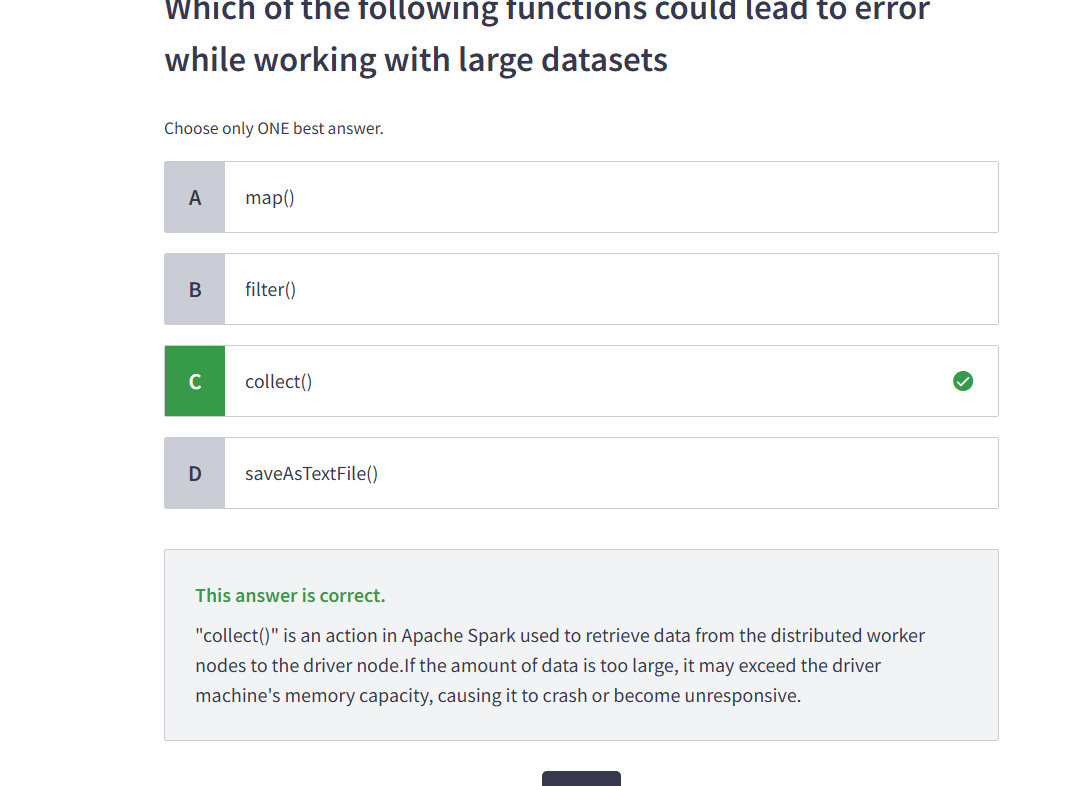 Which of the following functions could lead to error
while working with large datasets
Choose only ONE best answer.
A
map()
B
filter()
C
collect()
D
saveAsTextFile()
This answer is correct.
"collect()" is an action in Apache Spark used to retrieve data from the distributed worker
nodes to the driver node.If the amount of data is too large, it may exceed the driver
machine's memory capacity, causing it to crash or become unresponsive.